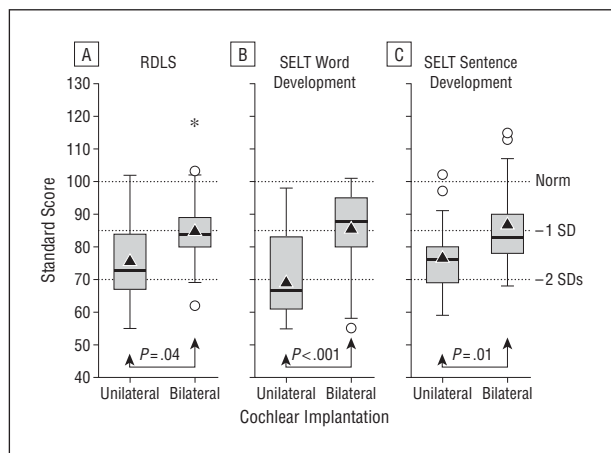 A
RDLS
B
SELT Word
Development
C
SELT Sentence
Development
130
120
110
100
90
80
70
60
50
40
Standard Score
*
Norm
–1 SD
–2 SDs
P = .04
P < .001
P = .01
Unilateral Bilateral
Unilateral Bilateral
Unilateral Bilateral
Cochlear Implantation